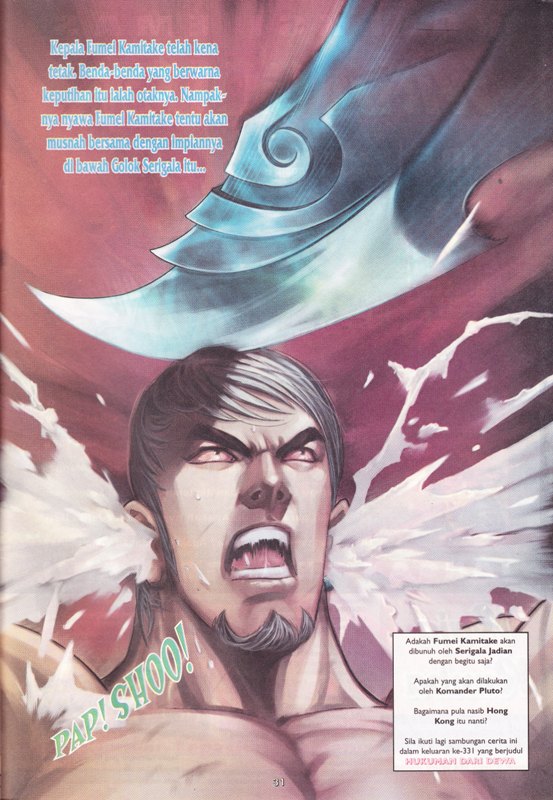 Kepala Fumei Kamitake telah kena
tetak. Benda-benda yang berwarna
keputihan itu ialah otaknya. Nampak-
nya nyawa Fumei Kamitake tentu akan
musnah bersama dengan impiannya
di bawah Golok Serigala itu...
PAP! SHOO!
Adakah Fumei Kamitake akan
dibunuh oleh Serigala Jadian
dengan begitu saja?
Apakah yang akan dilakukan
oleh Komander Pluto?
Bagaimana pula nasib Hong
Kong itu nanti?
Sila ikuti lagi sambungan cerita ini
dalam keluaran ke-331 yang berjudul
HUKUMAN DARI DEWA
31